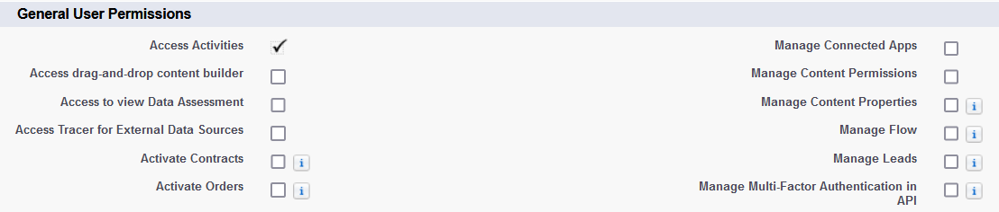 General User Permissions
Access Activities
Manage Connected Apps
Access drag-and-drop content builder
Manage Content Permissions
Access to view Data Assessment
Manage Content Properties
i
Access Tracer for External Data Sources
Manage Flow
i
Activate Contracts
i
Manage Leads
i
Activate Orders
i
Manage Multi-Factor Authentication in
API
i